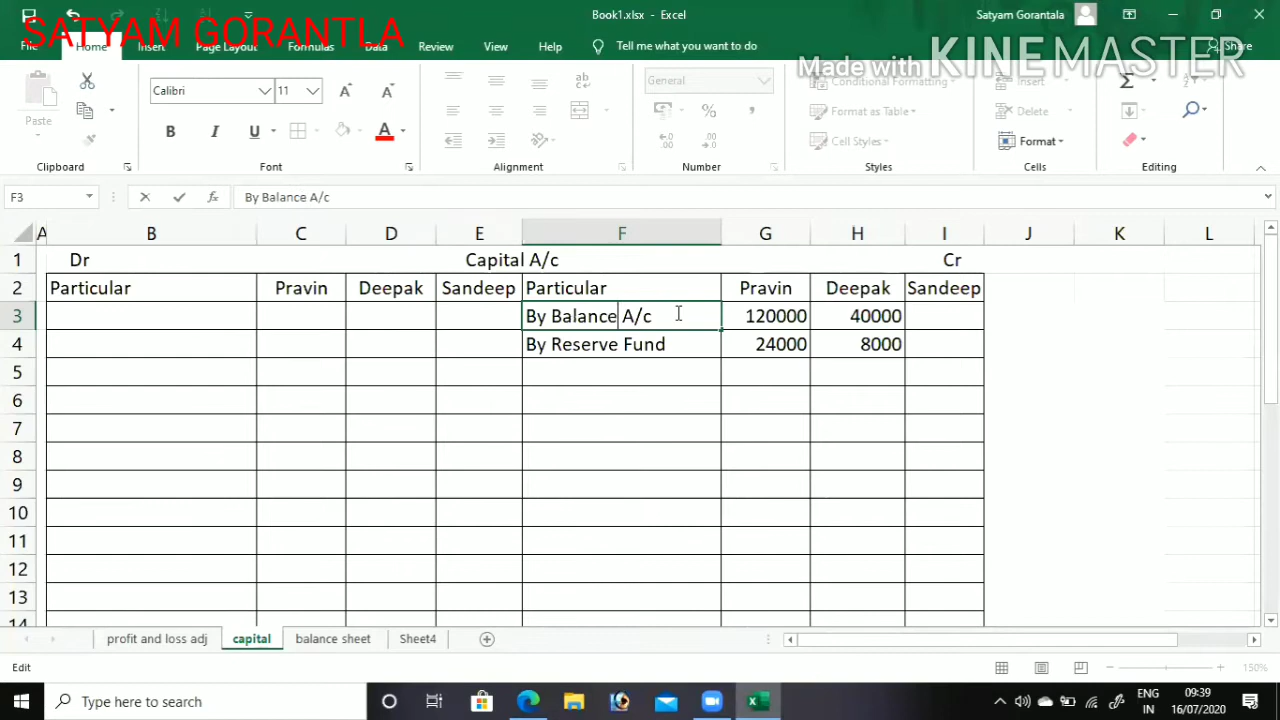 Book1.xlsx - Excel
Satyam Gorantala
SATYAM GORANTLA
File Home Insert Page Layout Formulas Data Review View Help Tell me what you want to do Share
Made with KINEMASTER
Paste
Calibri 11
General
Conditional Formatting
Format as Table
Cell Styles
Insert
Delete
Format
Clipboard Font Alignment Number Styles Cells Editing
F3 By Balance A/c
A B C D E F G H I J K L
1 Dr Capital A/c Cr
2 Particular Pravin Deepak Sandeep Particular Pravin Deepak Sandeep
3 By Balance A/c 120000 40000
4 By Reserve Fund 24000 8000
5
6
7
8
9
10
11
12
13
14
profit and loss adj capital balance sheet Sheet4
Edit 150%
Type here to search
ENG 09:39
IN 16/07/2020